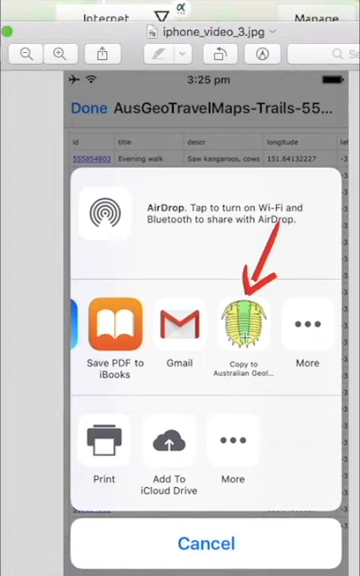 Internet
Manage
iphone_video_3.jpg
3:25 pm
Done AusGeoTravelMaps-Trails-55...
id title descr longitude
555854803 Evening walk Saw kangaroos, cows 151.64132227
AirDrop. Tap to turn on Wi-Fi and
Bluetooth to share with AirDrop.
Save PDF to
iBooks
Gmail
Copy to
Australian Geol...
More
Print
Add To
iCloud Drive
More
Cancel